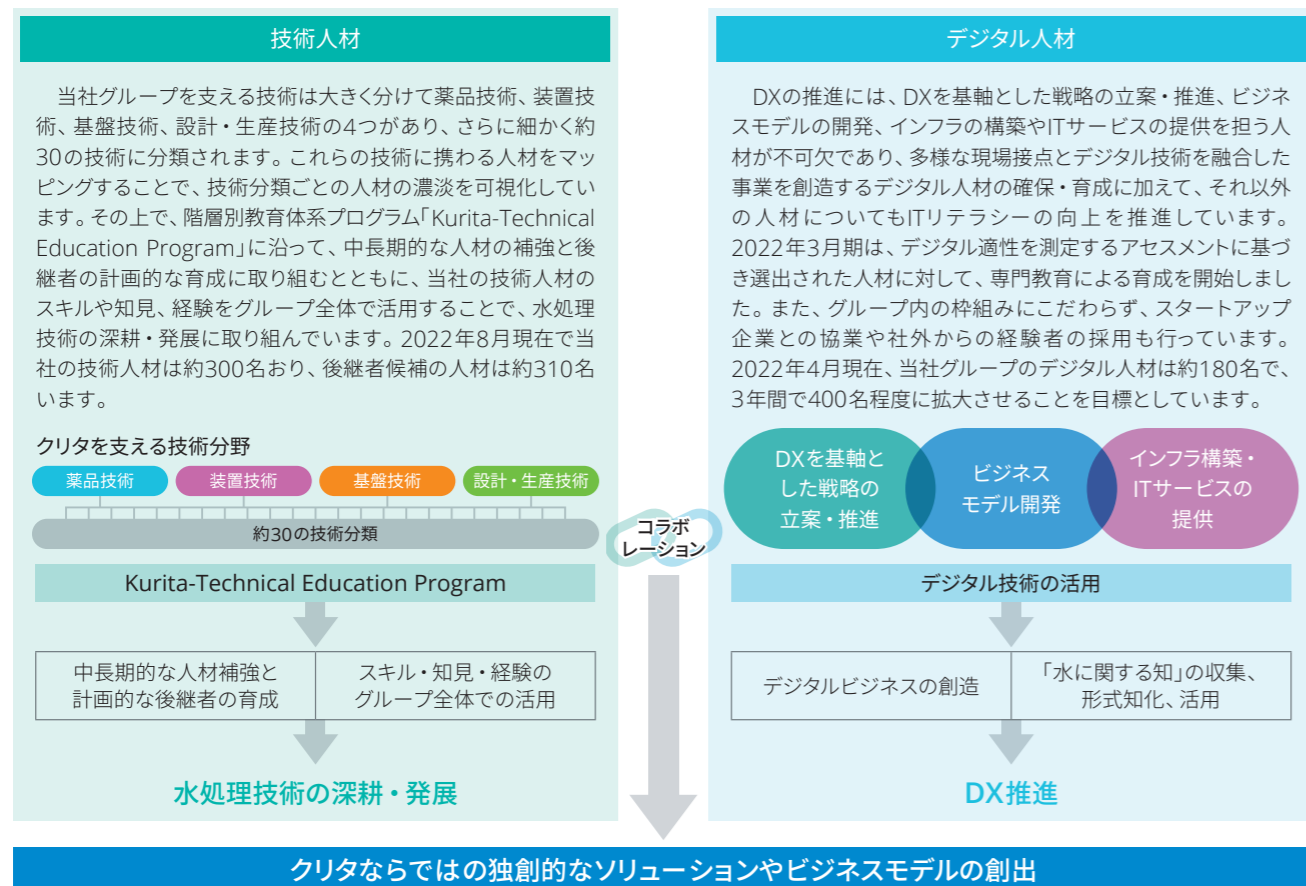 技術人材
当社グループを支える技術は大きく分けて薬品技術、装置技
術、基盤技術、設計・生産技術の4つがあり、さらに細かく約
30の技術に分類されます。これらの技術に携わる人材をマッ
ピングすることで、技術分類ごとの人材の濃淡を可視化してい
ます。その上で、階層別教育体系プログラム「Kurita-Technical
Education Program」に沿って、中長期的な人材の補強と後
継者の計画的な育成に取り組むとともに、当社の技術人材の
スキルや知見、経験をグループ全体で活用することで、水処理
技術の深耕・発展に取り組んでいます。2022年8月現在で当
社の技術人材は約300名おり、後継者候補の人材は約310名
います。
クリタを支える技術分野
薬品技術
装置技術
基盤技術
設計・生産技術
約30の技術分類
Kurita-Technical Education Program
中長期的な人材補強と
計画的な後継者の育成
スキル・知見・経験の
グループ全体での活用
水処理技術の深耕・発展
コラボ
レーション
デジタル人材
DXの推進には、DXを基軸とした戦略の立案・推進、ビジネ
スモデルの開発、インフラの構築やITサービスの提供を担う人
材が不可欠であり、多様な現場接点とデジタル技術を融合した
事業を創造するデジタル人材の確保・育成に加えて、それ以外
の人材についてもITリテラシーの向上を推進しています。
2022年3月期は、デジタル適性を測定するアセスメントに基づ
き選出された人材に対して、専門教育による育成を開始しまし
た。また、グループ内の枠組みにこだわらず、スタートアップ
企業との協業や社外からの経験者の採用も行っています。
2022年4月現在、当社グループのデジタル人材は約180名で、
3年間で400名程度に拡大させることを目標としています。
DXを基軸と
した戦略の
立案・推進
ビジネス
モデル開発
インフラ構築・
ITサービスの
提供
デジタル技術の活用
デジタルビジネスの創造
「水に関する知」の収集、
形式知化、活用
DX推進
クリタならではの独創的なソリューションやビジネスモデルの創出